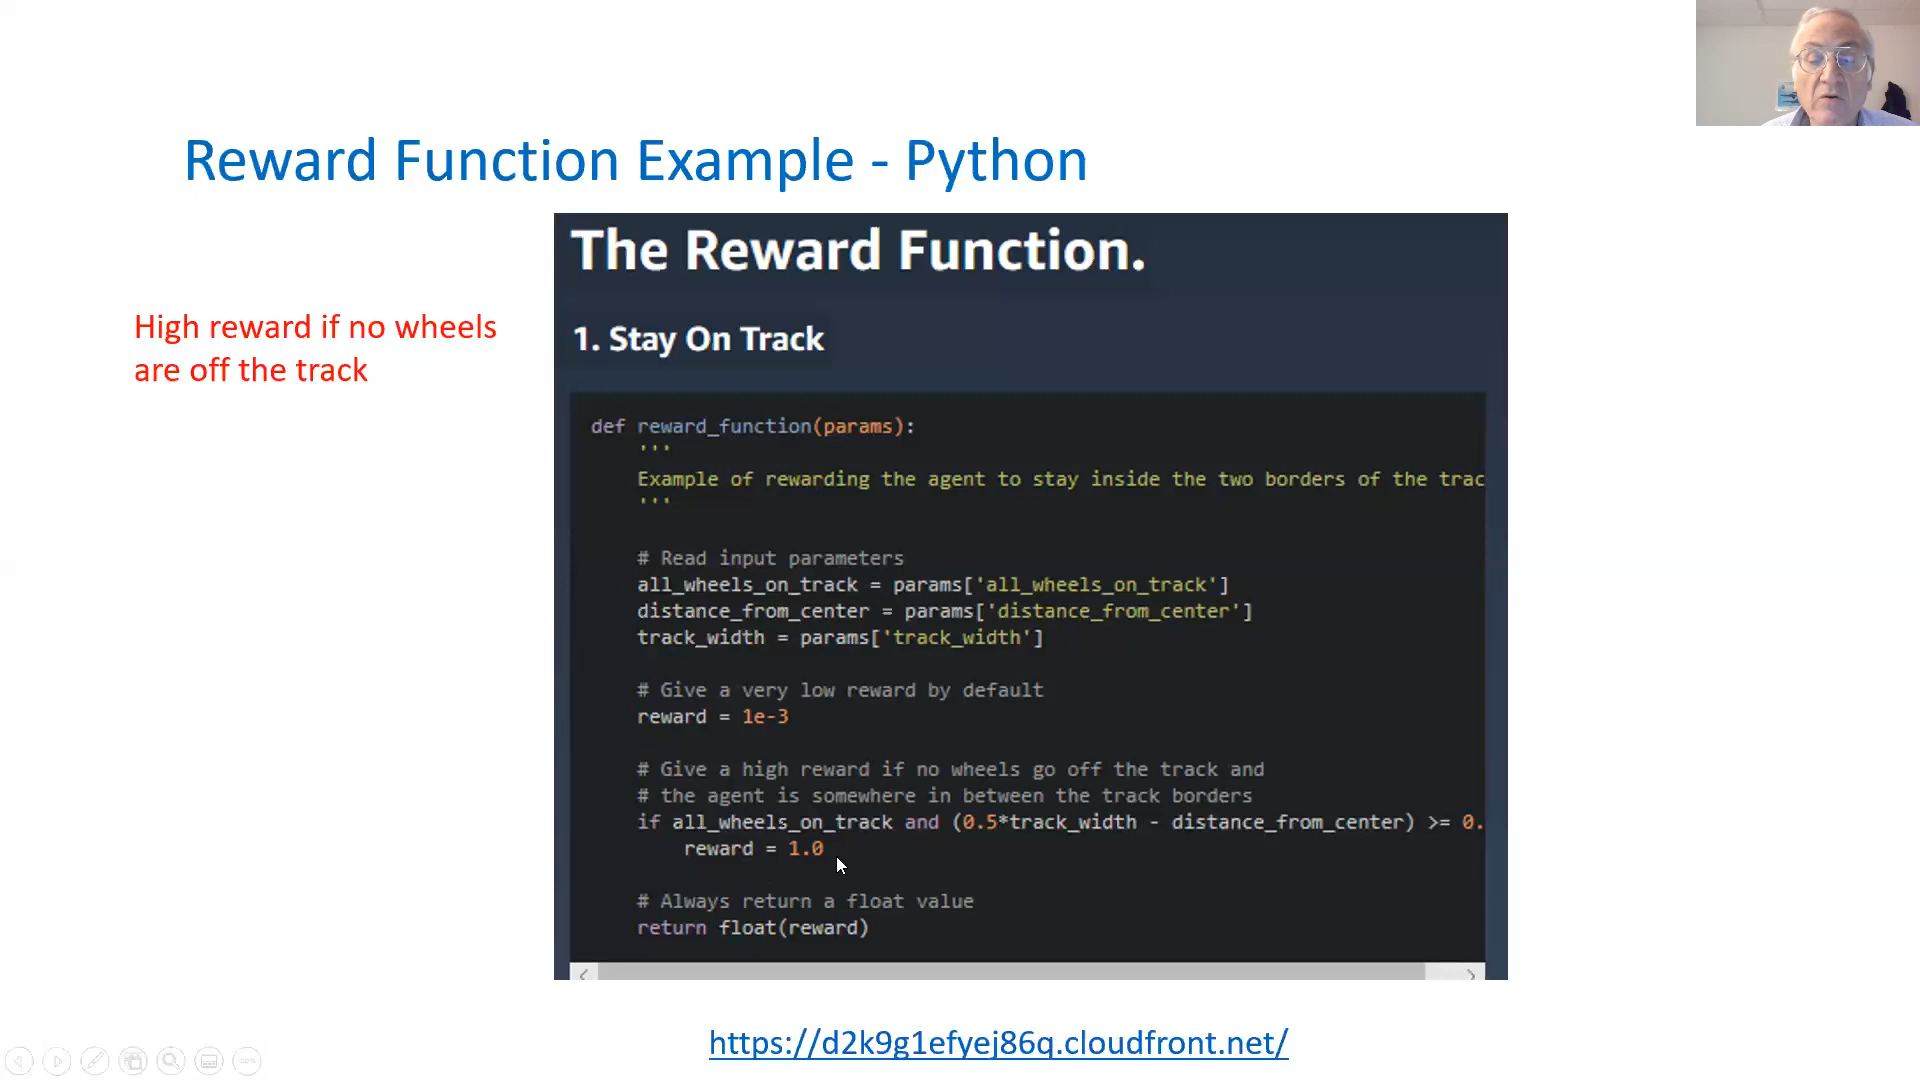 Reward Function Example - Python
High reward if no wheels
are off the track
The Reward Function.
1. Stay On Track
def reward_function(params):
'''
Example of rewarding the agent to stay inside the two borders of the trac
'''
# Read input parameters
all_wheels_on_track = params['all_wheels_on_track']
distance_from_center = params['distance_from_center']
track_width = params['track_width']
# Give a very low reward by default
reward = 1e-3
# Give a high reward if no wheels go off the track and
# the agent is somewhere in between the track borders
if all_wheels_on_track and (0.5*track_width - distance_from_center) >= 0.
reward = 1.0
# Always return a float value
return float(reward)
https://d2k9g1efyej86q.cloudfront.net/